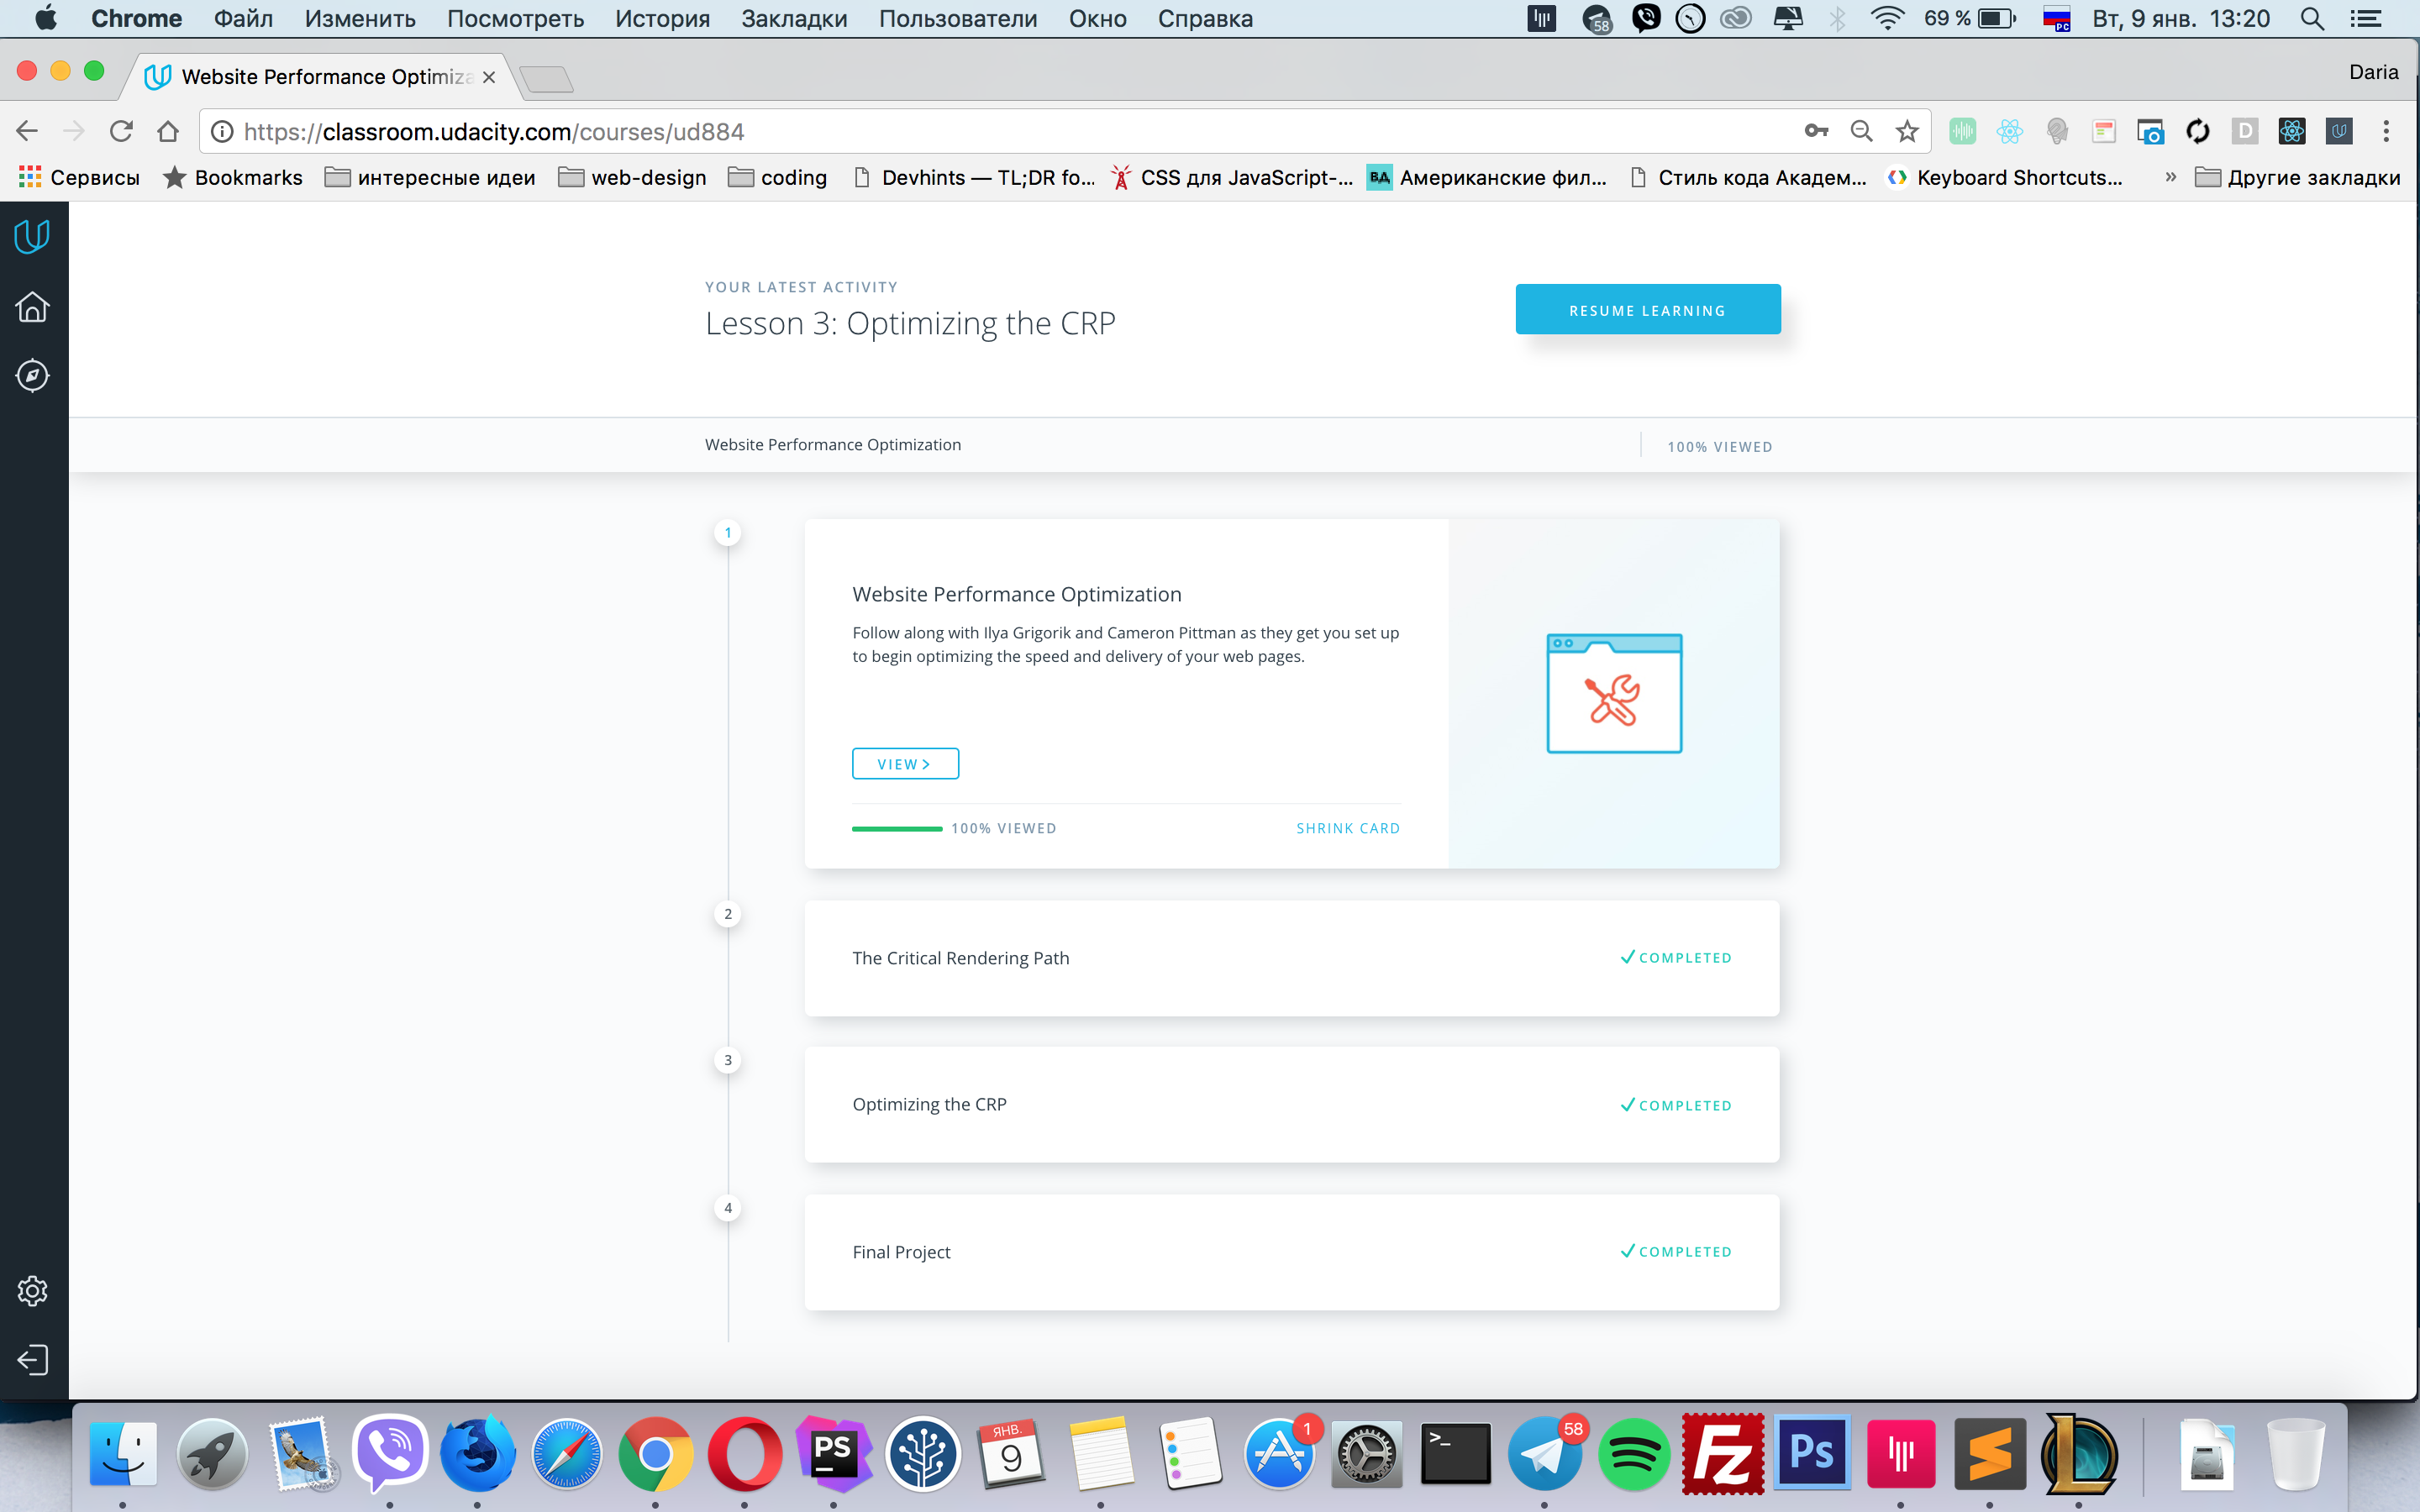 Chrome Файл Изменить Посмотреть История Закладки Пользователи Окно Справка 58 69 % РС Вт, 9 янв. 13:20
Website Performance Optimiza Daria
https://classroom.udacity.com/courses/ud884
Сервисы Bookmarks интересные идеи web-design coding Devhints — TL;DR fo... CSS для JavaScript-... ВД Американские фил... Стиль кода Академ... Keyboard Shortcuts... » Другие закладки
YOUR LATEST ACTIVITY
Lesson 3: Optimizing the CRP
RESUME LEARNING
Website Performance Optimization
100% VIEWED
1
Website Performance Optimization
Follow along with Ilya Grigorik and Cameron Pittman as they get you set up
to begin optimizing the speed and delivery of your web pages.
VIEW >
100% VIEWED SHRINK CARD
2
The Critical Rendering Path COMPLETED
3
Optimizing the CRP COMPLETED
4
Final Project COMPLETED
PS ЯНВ. 9 1 >_ 58 Fz Ps